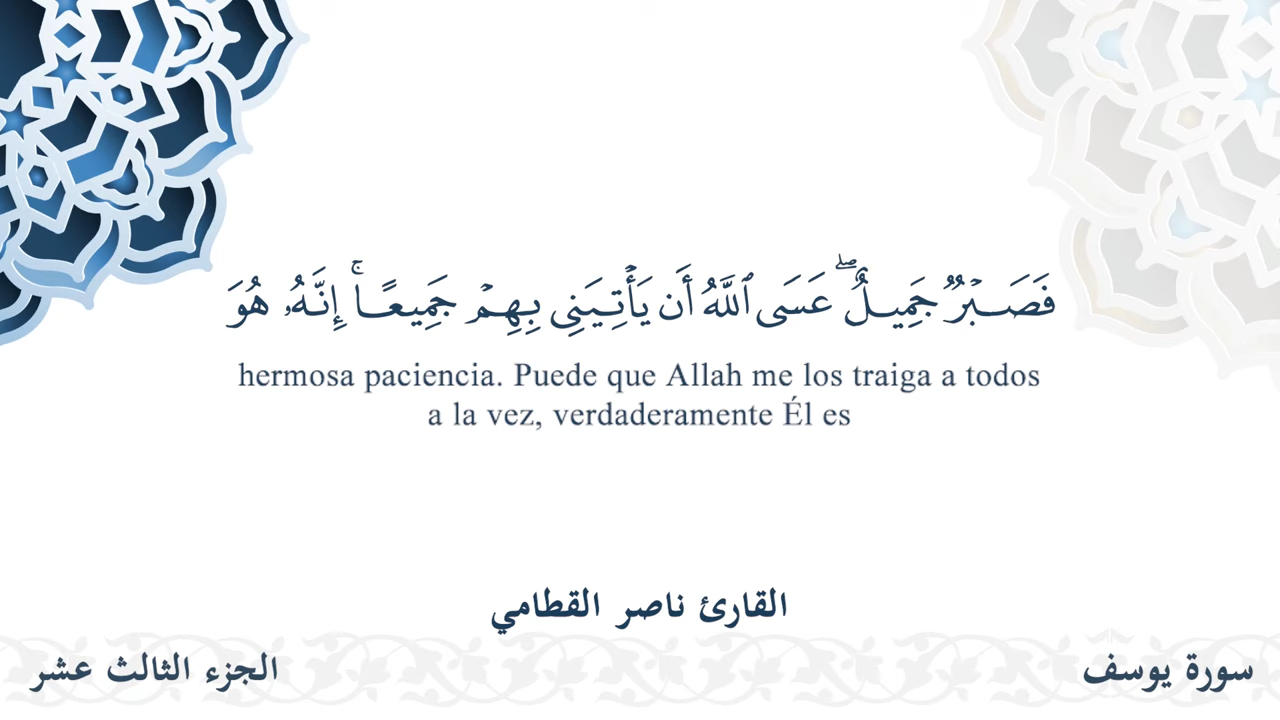 فَصَبْرٌ جَمِيلٌ ۖ عَسَى ٱللَّهُ أَن يَأْتِيَنِى بِهِمْ جَمِيعًا ۚ إِنَّهُۥ هُوَ
hermosa paciencia. Puede que Allah me los traiga a todos
a la vez, verdaderamente Él es
القارئ ناصر القطامي
سورة يوسف
الجزء الثالث عشر